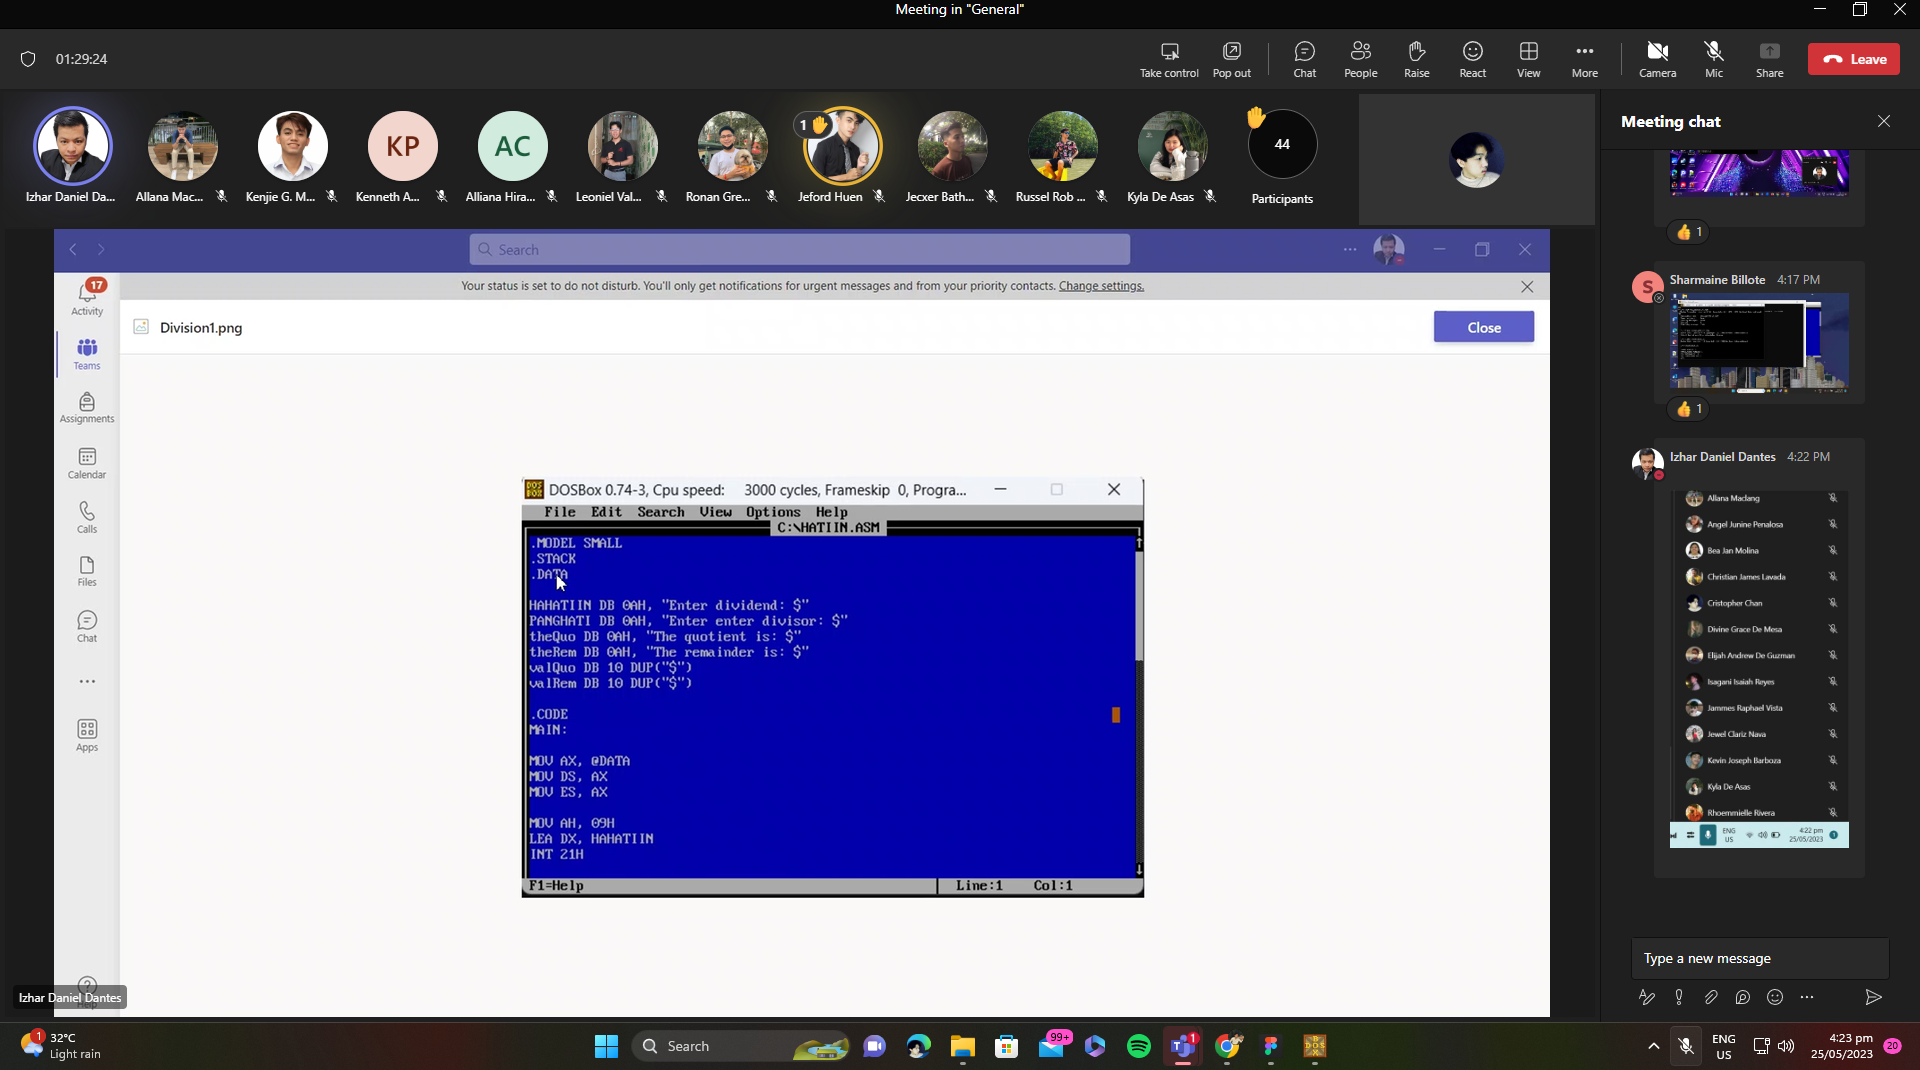 Meeting in "General"
01:29:24
Take control
Pop out
Chat
People
Raise
React
View
More
Camera
Mic
Share
Leave
KP
AC
1
44
Izhar Daniel Da...
Allana Mac...
Kenjie G. M...
Kenneth A...
Alliana Hira...
Leoniel Val...
Ronan Gre...
Jeford Huen
Jecxer Bath...
Russel Rob ...
Kyla De Asas
Participants
Search
Your status is set to do not disturb. You'll only get notifications for urgent messages and from your priority contacts. Change settings.
17
Activity
Teams
Assignments
Calendar
Calls
Files
Chat
Apps
Division1.png
Close
DOSBox 0.74-3, Cpu speed: 3000 cycles, Frameskip 0, Progra...
File Edit Search View Options Help
C:\HATIIN.ASM
.MODEL SMALL
.STACK
.DATA
HAHATIIN DB 0AH, "Enter dividend: $"
PANGHATI DB 0AH, "Enter enter divisor: $"
theQuo DB 0AH, "The quotient is: $"
theRem DB 0AH, "The remainder is: $"
valQuo DB 10 DUP("$")
valRem DB 10 DUP("$")
.CODE
MAIN:
MOV AX, @DATA
MOV DS, AX
MOV ES, AX
MOV AH, 09H
LEA DX, HAHATIIN
INT 21H
F1=Help
Line:1 Col:1
Izhar Daniel Dantes
Meeting chat
1
S
Sharmaine Billote 4:17 PM
1
Izhar Daniel Dantes 4:22 PM
Allana Maclang
Angel Junine Penalosa
Bea Jan Molina
Christian James Lavada
Cristopher Chan
Divine Grace De Mesa
Elijah Andrew De Guzman
Isagani Isaiah Reyes
Jammes Raphael Vista
Jewel Clariz Nava
Kevin Joseph Barboza
Kyla De Asas
Rhoemmielle Rivera
ENG
US
4:22 pm
25/05/2023
Type a new message
1
32°C
Light rain
Search
99+
1
ENG
US
4:23 pm
25/05/2023
20